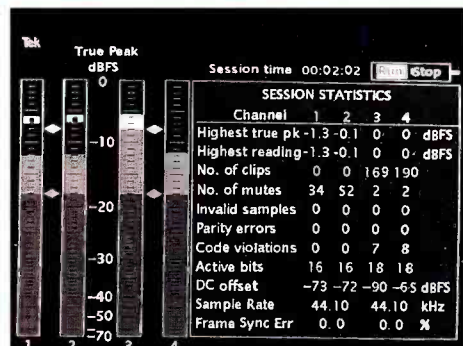 Tek
True Peak
dBFS
Session time 00:02:02 Run Stop
0
-10
-20
-30
-40
-50
-70
1 2 3 4
SESSION STATISTICS
Channel 1 2 3 4
Highest true pk -1.3 -0.1 0 0 dBFS
Highest reading -1.3 -0.1 0 0 dBFS
No. of clips 0 0 169 190
No. of mutes 34 52 2 2
Invalid samples 0 0 0 0
Parity errors 0 0 0 0
Code violations 0 0 7 8
Active bits 16 16 18 18
DC offset -73 -72 -90 -65 dBFS
Sample Rate 44.10 44.10 kHz
Frame Sync Err 0.0 0.0 %